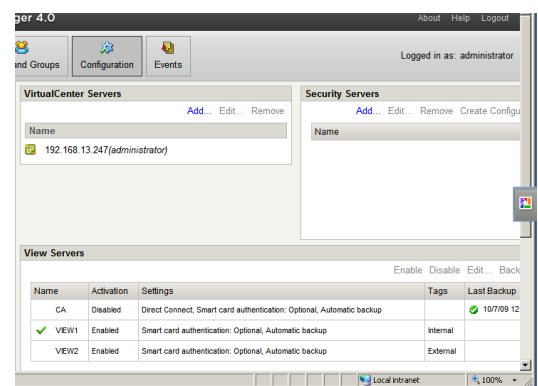 ger 4.0 About Help Logout
nd Groups Configuration Events Logged in as: administrator
VirtualCenter Servers
Add... Edit... Remove
Name
192.168.13.247(administrator)
Security Servers
Add... Edit... Remove Create Configu
Name
View Servers
Enable Disable Edit... Back
Name Activation Settings Tags Last Backup
CA Disabled Direct Connect, Smart card authentication: Optional, Automatic backup 10/7/09 12
VIEW1 Enabled Smart card authentication: Optional, Automatic backup Internal
VIEW2 Enabled Smart card authentication: Optional, Automatic backup External
Local intranet 100%